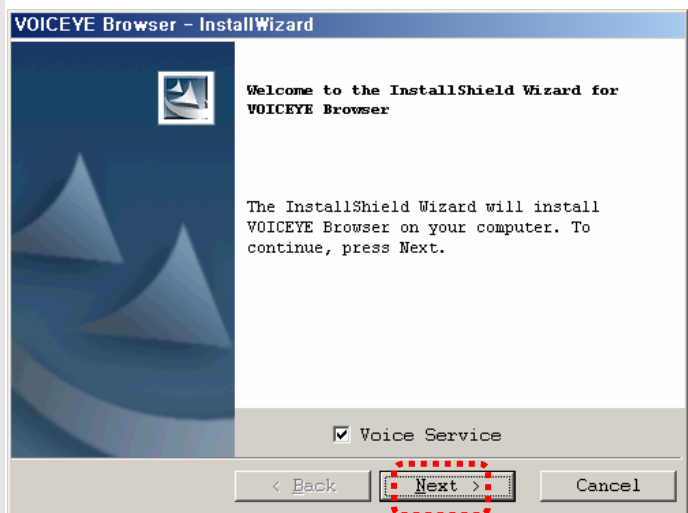 VOICEYE Browser - InstallWizard
Welcome to the InstallShield Wizard for
VOICEYE Browser
The InstallShield Wizard will install
VOICEYE Browser on your computer. To
continue, press Next.
Voice Service
< Back
Next >
Cancel